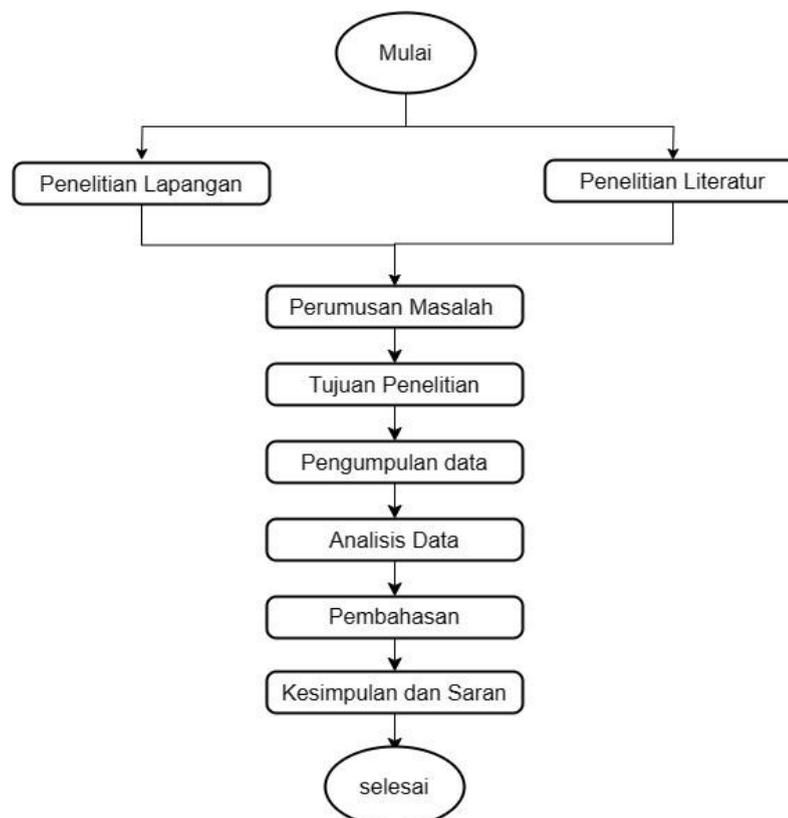 Mulai
Penelitian Lapangan
Penelitian Literatur
Perumusan Masalah
Tujuan Penelitian
Pengumpulan data
Analisis Data
Pembahasan
Kesimpulan dan Saran
selesai